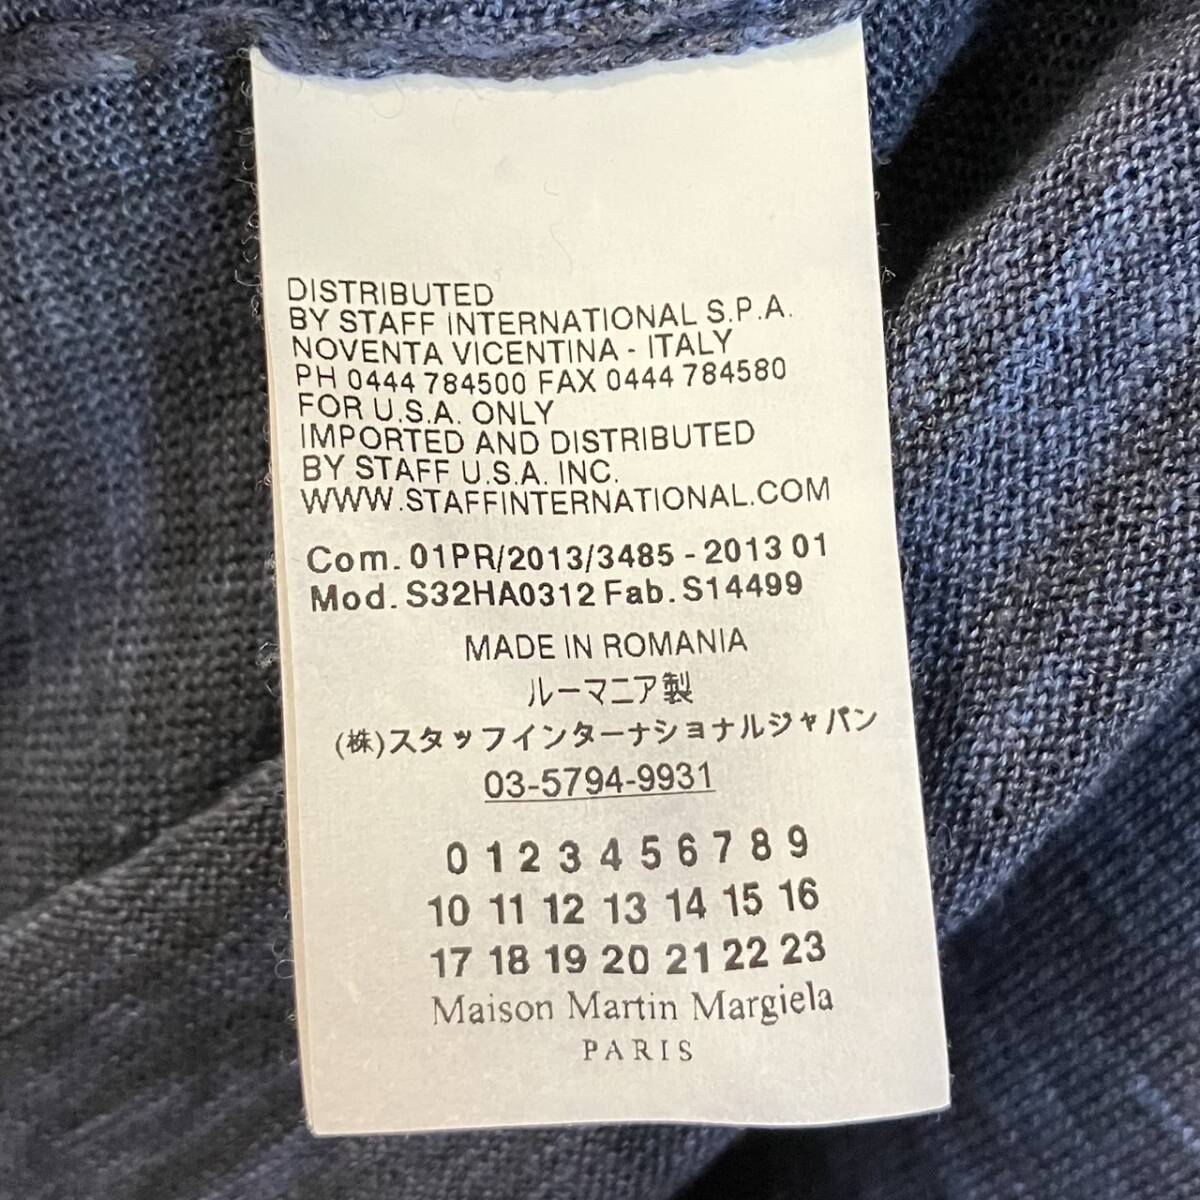 DISTRIBUTED
BY STAFF INTERNATIONAL S.P.A.
NOVENTA VICENTINA - ITALY
PH 0444 784500 FAX 0444 784580
FOR U.S.A. ONLY
IMPORTED AND DISTRIBUTED
BY STAFF U.S.A. INC.
WWW.STAFFINTERNATIONAL.COM
Com. 01PR/2013/3485 - 2013 01
Mod. S32HA0312 Fab. S14499
MADE IN ROMANIA
ルーマニア製
(株)スタッフインターナショナルジャパン
03-5794-9931
0 1 2 3 4 5 6 7 8 9
10 11 12 13 14 15 16
17 18 19 20 21 22 23
Maison Martin Margiela
PARIS